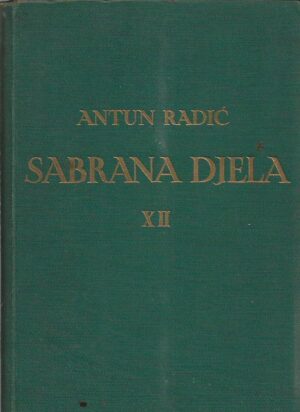 ANTUN RADIĆ
SABRANA DJELA
XII